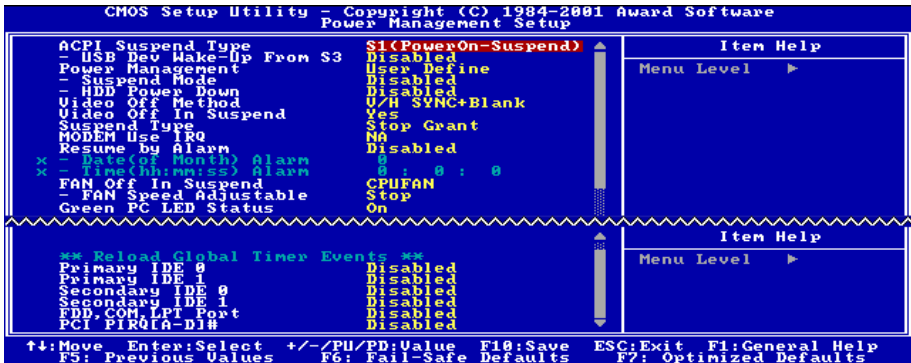 CMOS Setup Utility – Copyright (C) 1984-2001 Award Software
Power Management Setup
ACPI Suspend Type S1(PowerOn-Suspend) Item Help
- USB Dev Wake-Up From S3 Disabled
Power Management User Define Menu Level ►
- Suspend Mode Disabled
- HDD Power Down Disabled
Video Off Method V/H SYNC+Blank
Video Off In Suspend Yes
Suspend Type Stop Grant
MODEM Use IRQ NA
Resume by Alarm Disabled
x - Date(of Month) Alarm 0
x - Time(hh:mm:ss) Alarm 0 : 0 : 0
FAN Off In Suspend CPUFAN
- FAN Speed Adjustable Stop
Green PC LED Status On
Item Help
** Reload Global Timer Events ** Menu Level ►
Primary IDE 0 Disabled
Primary IDE 1 Disabled
Secondary IDE 0 Disabled
Secondary IDE 1 Disabled
FDD,COM,LPT Port Disabled
PCI PIRQ[A-D]# Disabled
↑↓:Move Enter:Select +/-/PU/PD:Value F10:Save ESC:Exit F1:General Help
F5: Previous Values F6: Fail-Safe Defaults F7: Optimized Defaults